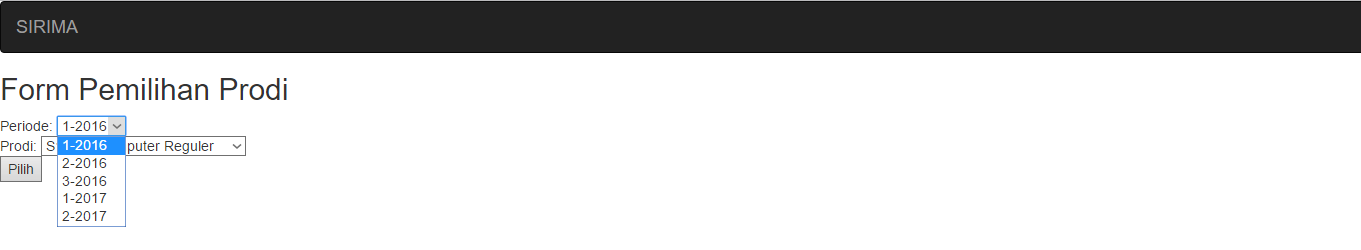 SIRIMA
Form Pemilihan Prodi
Periode: 1-2016
Prodi: Reguler
Pilih
1-2016
2-2016
3-2016
1-2017
2-2017